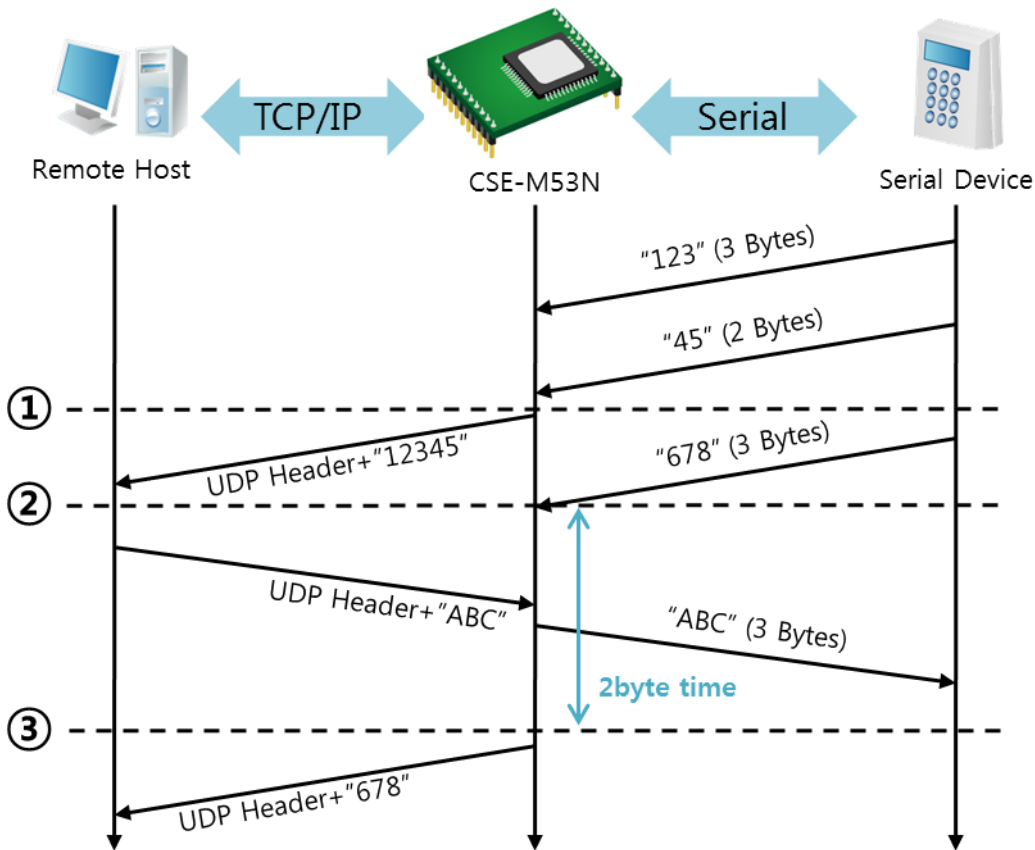 TCP/IP
Serial
Remote Host
CSE-M53N
Serial Device
"123" (3 Bytes)
"45" (2 Bytes)
①
UDP Header+"12345"
"678" (3 Bytes)
②
UDP Header+"ABC"
"ABC" (3 Bytes)
2byte time
③
UDP Header+"678"